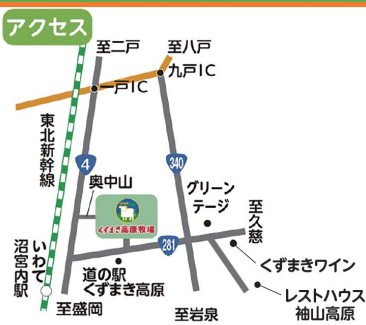 アクセス
至二戸
至八戸
九戸IC
一戸IC
東北新幹線
4
340
奥中山
グリーン
テージ
くずまき高原牧場
至久慈
281
いわて
沼宮内駅
道の駅
くずまき高原
くずまきワイン
レストハウス
袖山高原
至盛岡
至岩泉